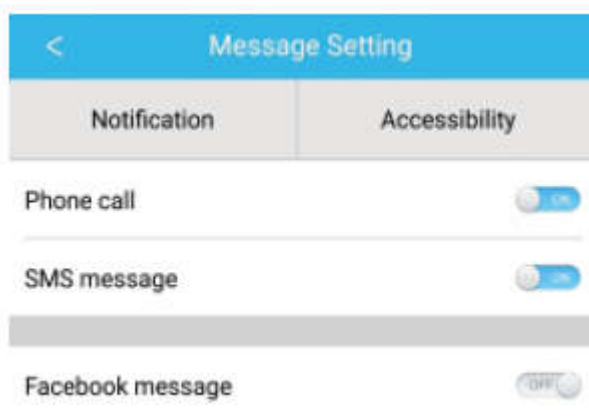 < Message Setting
Notification Accessibility
Phone call ON
SMS message ON
Facebook message OFF